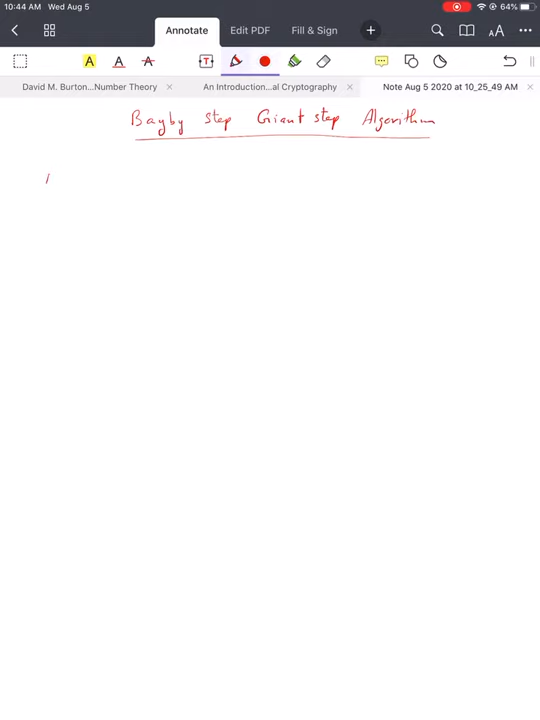 10:44 AM Wed Aug 5 64%
Annotate Edit PDF Fill & Sign
David M. Burton...Number Theory An Introduction...al Cryptography Note Aug 5 2020 at 10_25_49 AM
Bayby step Giant step Algorithm